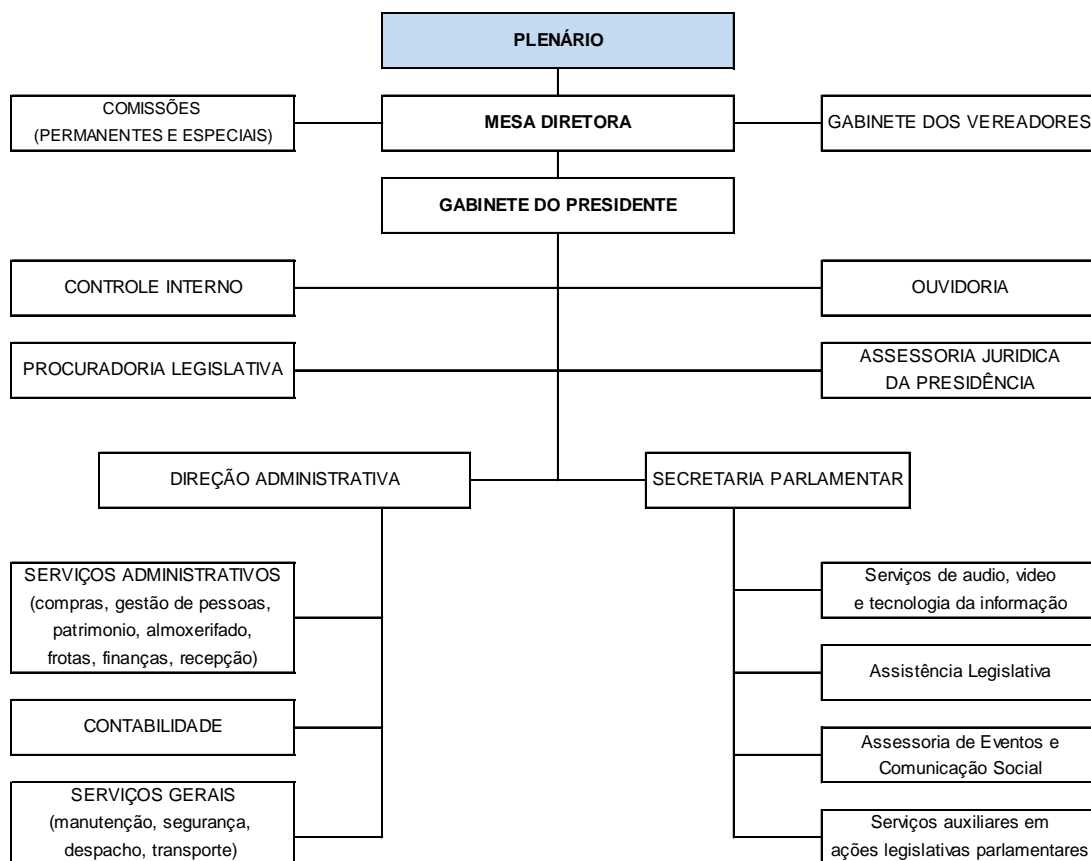 PLENÁRIO
COMISSÕES
(PERMANENTES E ESPECIAIS)
MESA DIRETORA
GABINETE DOS VEREADORES
GABINETE DO PRESIDENTE
CONTROLE INTERNO
OUVIDORIA
PROCURADORIA LEGISLATIVA
ASSESSORIA JURIDICA
DA PRESIDÊNCIA
DIREÇÃO ADMINISTRATIVA
SECRETARIA PARLAMENTAR
SERVIÇOS ADMINISTRATIVOS
(compras, gestão de pessoas,
patrimonio, almoxerifado,
frotas, finanças, recepção)
Serviços de audio, video
e tecnologia da informação
Assistência Legislativa
CONTABILIDADE
Assessoria de Eventos e
Comunicação Social
SERVIÇOS GERAIS
(manutenção, segurança,
despacho, transporte)
Serviços auxiliares em
ações legislativas parlamentares